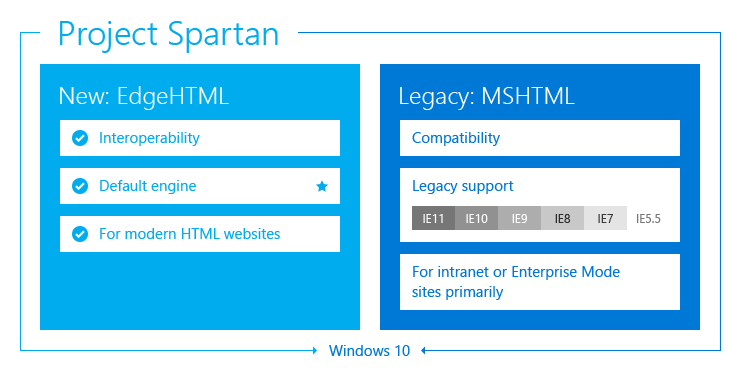 Project Spartan
New: EdgeHTML
Interoperability
Default engine
For modern HTML websites
Legacy: MSHTML
Compatibility
Legacy support
IE11 IE10 IE9 IE8 IE7 IE5.5
For intranet or Enterprise Mode
sites primarily
Windows 10